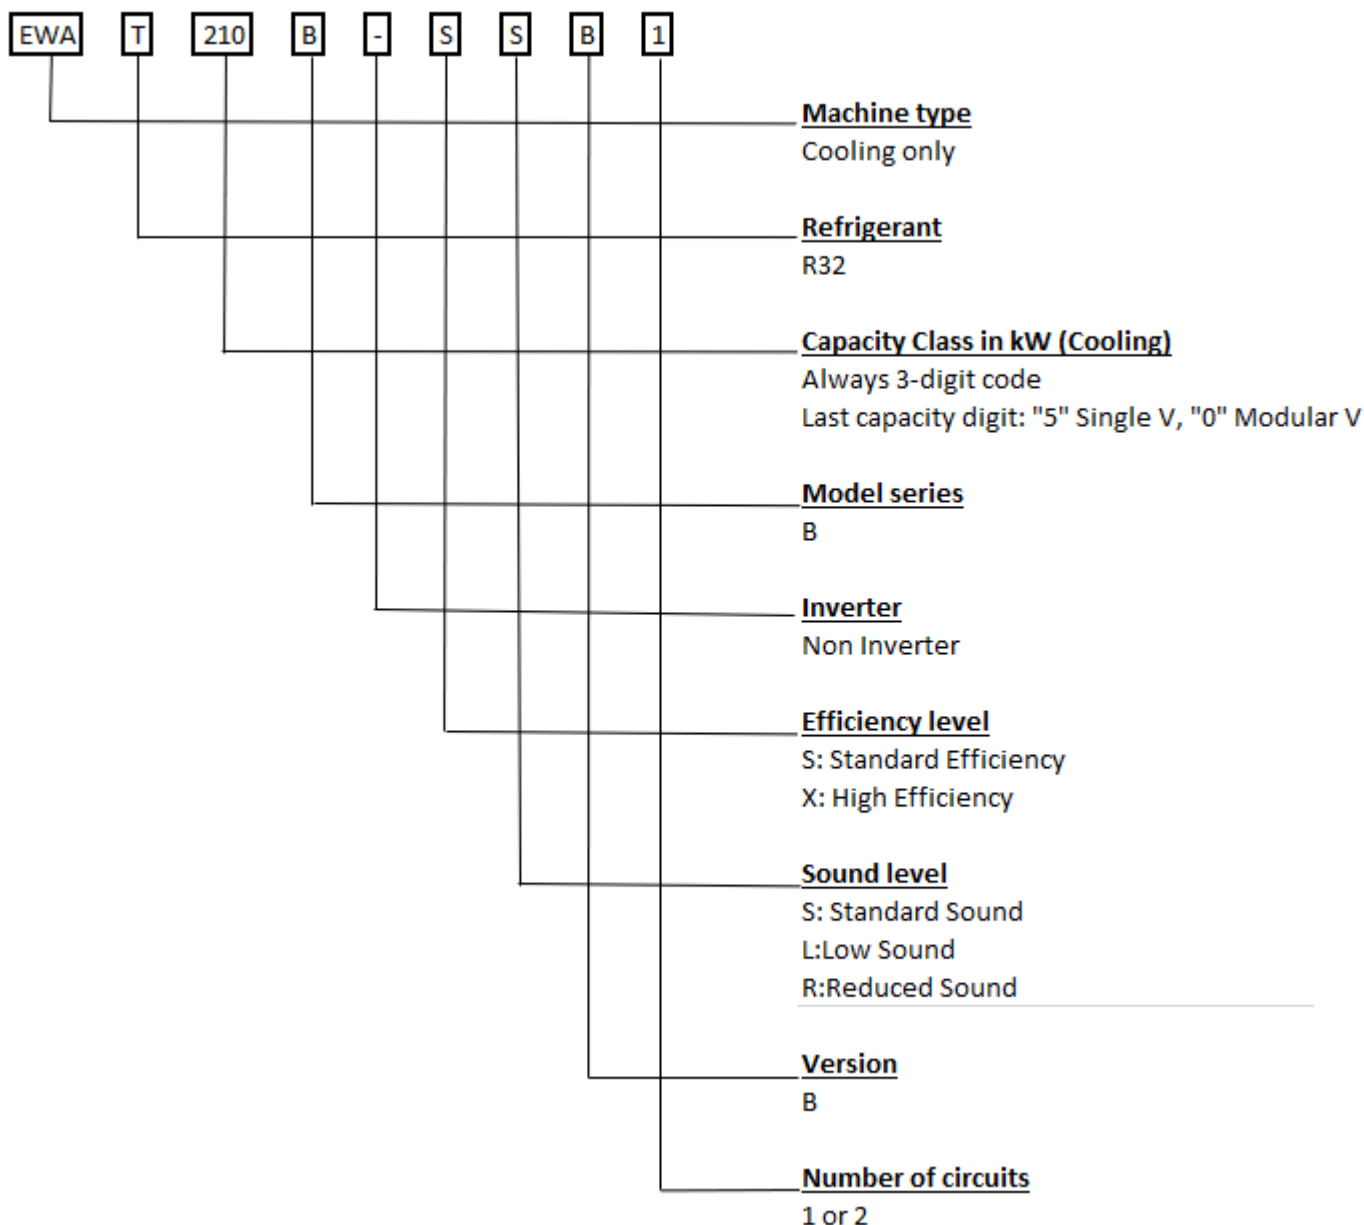 EWA T 210 B - S S B 1
Machine type
Cooling only
Refrigerant
R32
Capacity Class in kW (Cooling)
Always 3-digit code
Last capacity digit: "5" Single V, "0" Modular V
Model series
B
Inverter
Non Inverter
Efficiency level
S: Standard Efficiency
X: High Efficiency
Sound level
S: Standard Sound
L:Low Sound
R:Reduced Sound
Version
B
Number of circuits
1 or 2